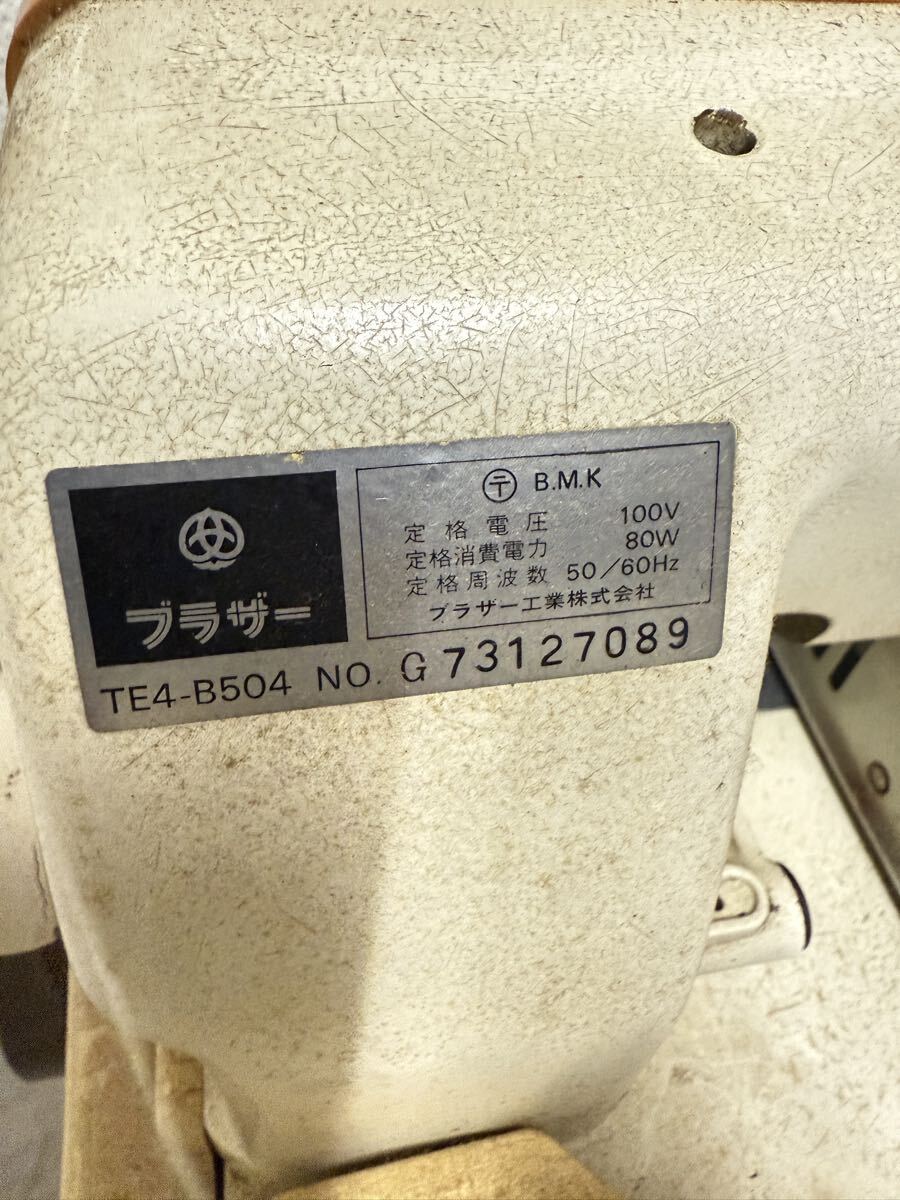 ブラザー
〶 B.M.K
定格電圧 100V
定格消費電力 80W
定格周波数 50/60Hz
ブラザー工業株式会社
TE4-B504 NO. G 73127089